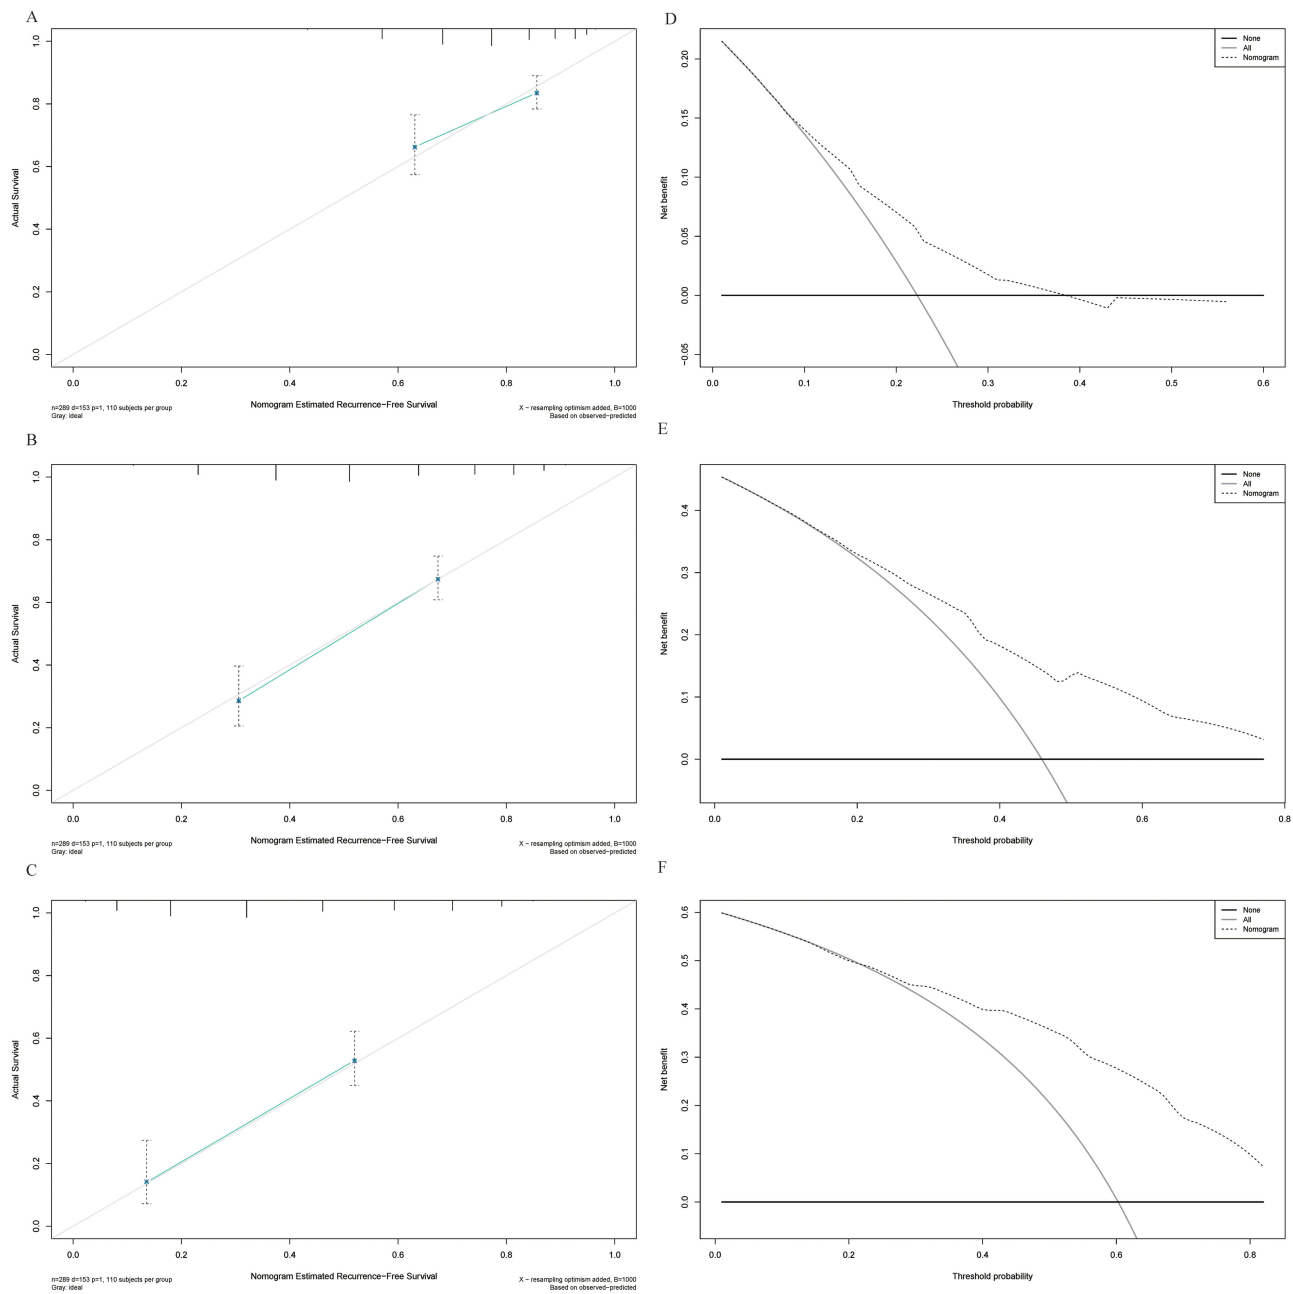 A
1.0
0.8
0.6
0.4
0.2
0.0
Actual Survival
0.0 0.2 0.4 0.6 0.8 1.0
Nomogram Estimated Recurrence−Free Survival
n=289 d=153 p=1, 110 subjects per group
Gray: ideal
X − resampling optimism added, B=1000
Based on observed−predicted
D
None
All
Nomogram
0.20
0.15
0.10
0.05
0.00
−0.05
Net benefit
0.0 0.1 0.2 0.3 0.4 0.5 0.6
Threshold probability
B
1.0
0.8
0.6
0.4
0.2
0.0
Actual Survival
0.0 0.2 0.4 0.6 0.8 1.0
Nomogram Estimated Recurrence−Free Survival
n=289 d=153 p=1, 110 subjects per group
Gray: ideal
X − resampling optimism added, B=1000
Based on observed−predicted
E
None
All
Nomogram
0.4
0.3
0.2
0.1
0.0
Net benefit
0.0 0.2 0.4 0.6 0.8
Threshold probability
C
1.0
0.8
0.6
0.4
0.2
0.0
Actual Survival
0.0 0.2 0.4 0.6 0.8 1.0
Nomogram Estimated Recurrence−Free Survival
n=289 d=153 p=1, 110 subjects per group
Gray: ideal
X − resampling optimism added, B=1000
Based on observed−predicted
F
None
All
Nomogram
0.6
0.5
0.4
0.3
0.2
0.1
0.0
Net benefit
0.0 0.2 0.4 0.6 0.8
Threshold probability